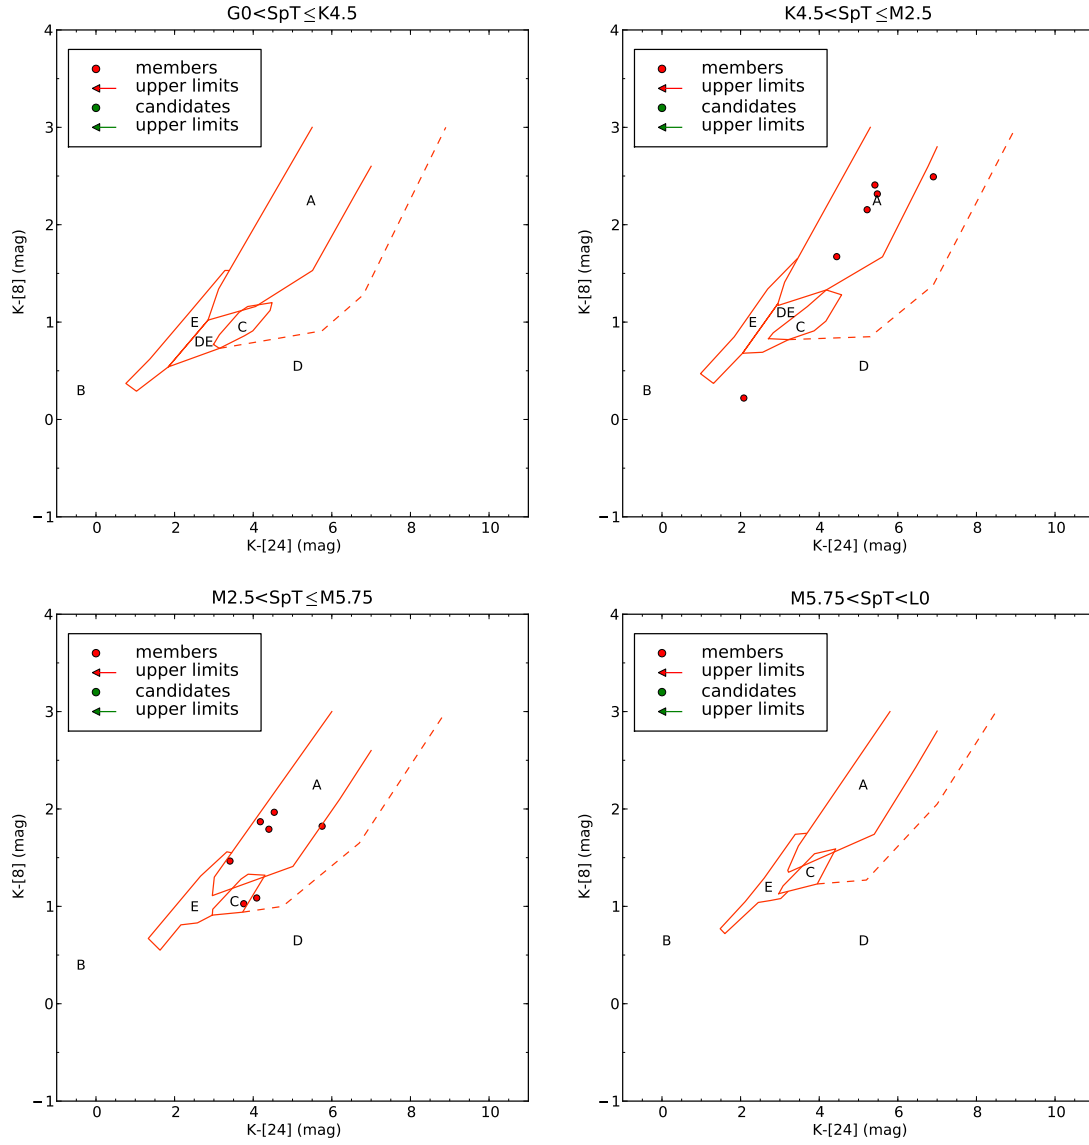 G0<SpT≤K4.5
4
3
2
1
0
−1
K-[8] (mag)
members
upper limits
candidates
upper limits
A
E
DE
C
D
B
0 2 4 6 8 10
K-[24] (mag)
K4.5<SpT≤M2.5
4
3
2
1
0
−1
K-[8] (mag)
members
upper limits
candidates
upper limits
A
DE
E
C
D
B
0 2 4 6 8 10
K-[24] (mag)
M2.5<SpT≤M5.75
4
3
2
1
0
−1
K-[8] (mag)
members
upper limits
candidates
upper limits
A
E
C
D
B
0 2 4 6 8 10
K-[24] (mag)
M5.75<SpT<L0
4
3
2
1
0
−1
K-[8] (mag)
members
upper limits
candidates
upper limits
A
C
E
B
D
0 2 4 6 8 10
K-[24] (mag)